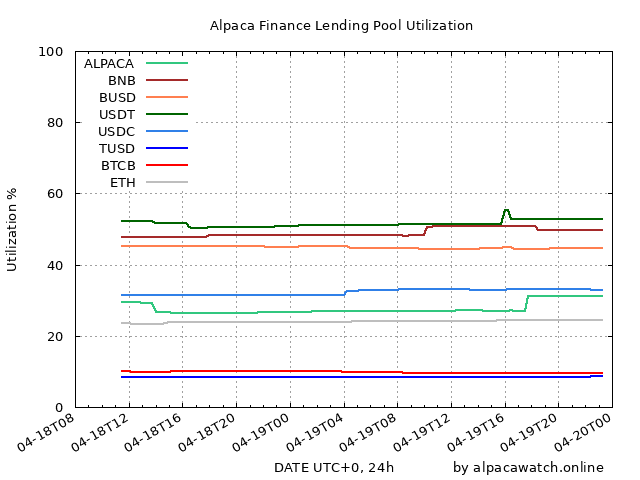 Alpaca Finance Lending Pool Utilization
100
80
60
40
20
0
Utilization %
ALPACA
BNB
BUSD
USDT
USDC
TUSD
BTCB
ETH
04-18T08
04-18T12
04-18T16
04-18T20
04-19T00
04-19T04
04-19T08
04-19T12
04-19T16
04-19T20
04-20T00
DATE UTC+0, 24h
by alpacawatch.online